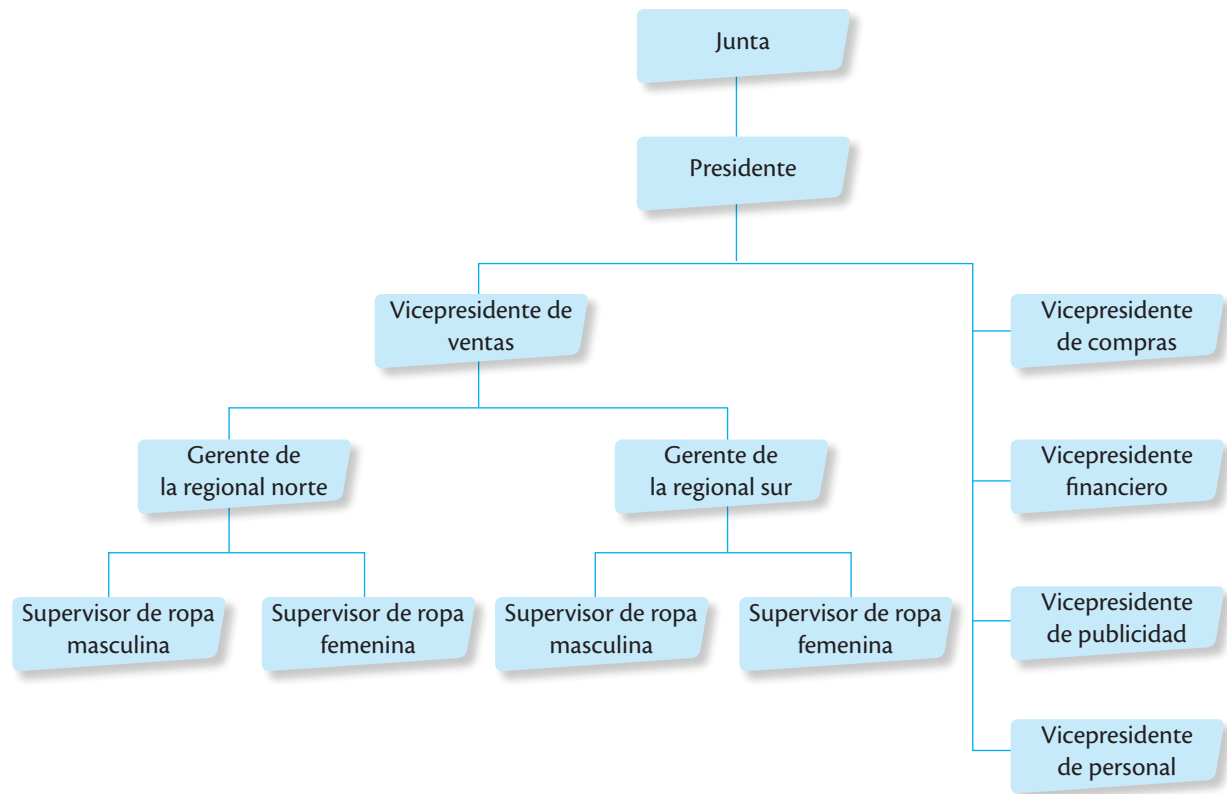 Junta
Presidente
Vicepresidente de
ventas
Vicepresidente
de compras
Gerente de
la regional norte
Gerente de
la regional sur
Vicepresidente
financiero
Supervisor de ropa
masculina
Supervisor de ropa
femenina
Supervisor de ropa
masculina
Supervisor de ropa
femenina
Vicepresidente
de publicidad
Vicepresidente
de personal